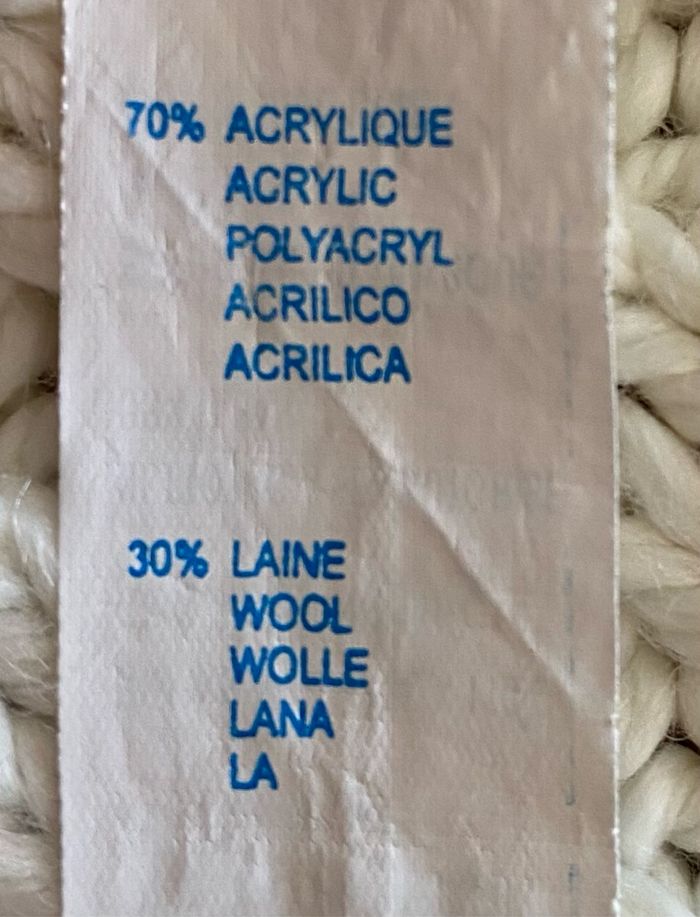 70% ACRYLIQUE
ACRYLIC
POLYACRYL
ACRILICO
ACRILICA
30% LAINE
WOOL
WOLLE
LANA
LA